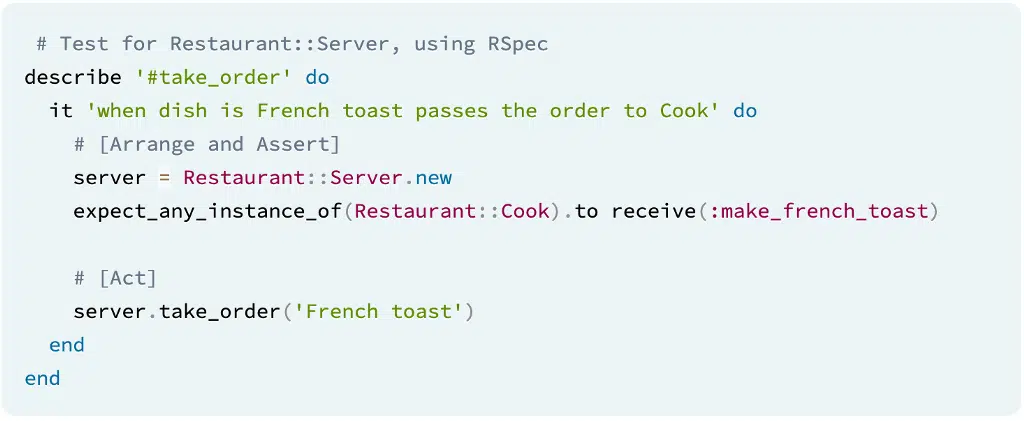 # Test for Restaurant::Server, using RSpec
describe '#take_order' do
it 'when dish is French toast passes the order to Cook' do
# [Arrange and Assert]
server = Restaurant::Server.new
expect_any_instance_of(Restaurant::Cook).to receive(:make_french_toast)
# [Act]
server.take_order('French toast')
end
end